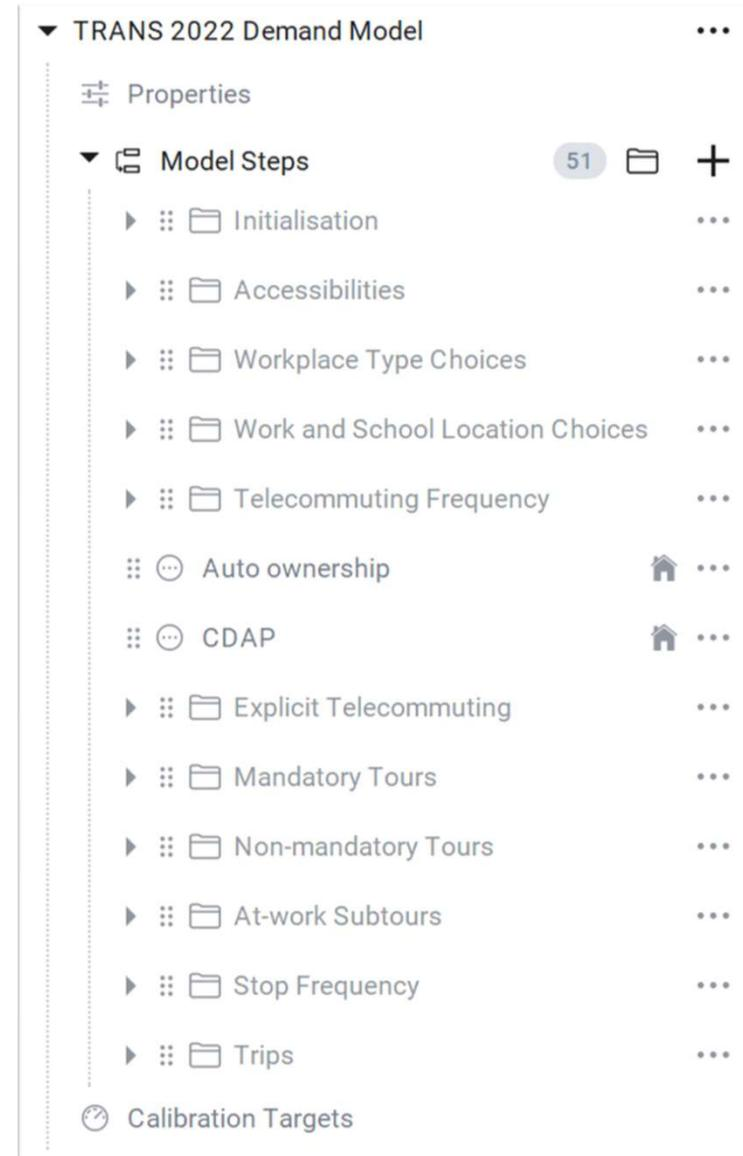 TRANS 2022 Demand Model
Properties
Model Steps 51
Initialisation
Accessibilities
Workplace Type Choices
Work and School Location Choices
Telecommuting Frequency
Auto ownership
CDAP
Explicit Telecommuting
Mandatory Tours
Non-mandatory Tours
At-work Subtours
Stop Frequency
Trips
Calibration Targets